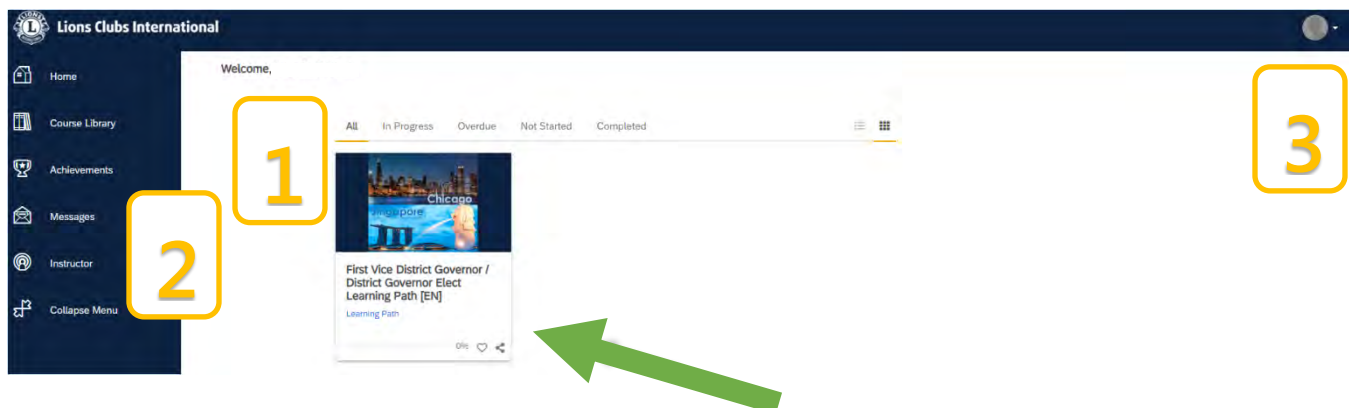 Lions Clubs International
Home
Course Library
Achievements
Messages
Instructor
Collapse Menu
Welcome,
1
2
3
All In Progress Overdue Not Started Completed
Chicago
Singapore
First Vice District Governor /
District Governor Elect
Learning Path [EN]
Learning Path
0%